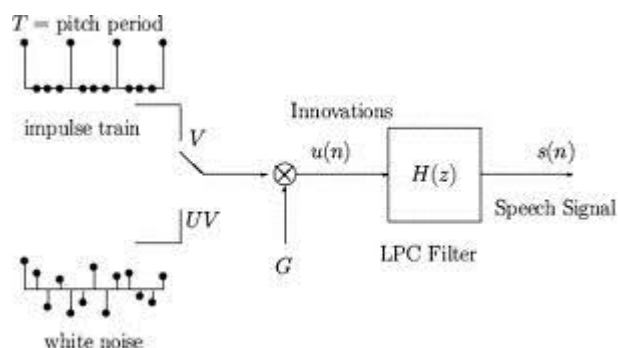 T = pitch period
impulse train
V
UV
white noise
G
Innovations
u(n)
H(z)
LPC Filter
s(n)
Speech Signal